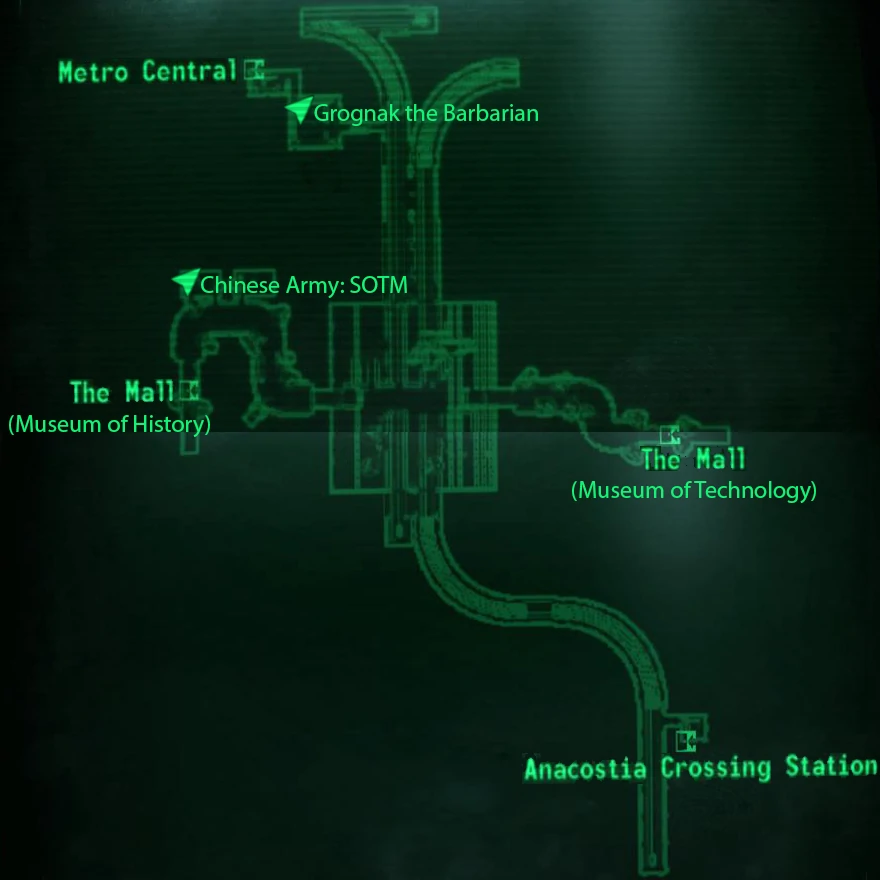 Metro Central
Grognak the Barbarian
Chinese Army: SOTM
The Mall
(Museum of History)
The Mall
(Museum of Technology)
Anacostia Crossing Station